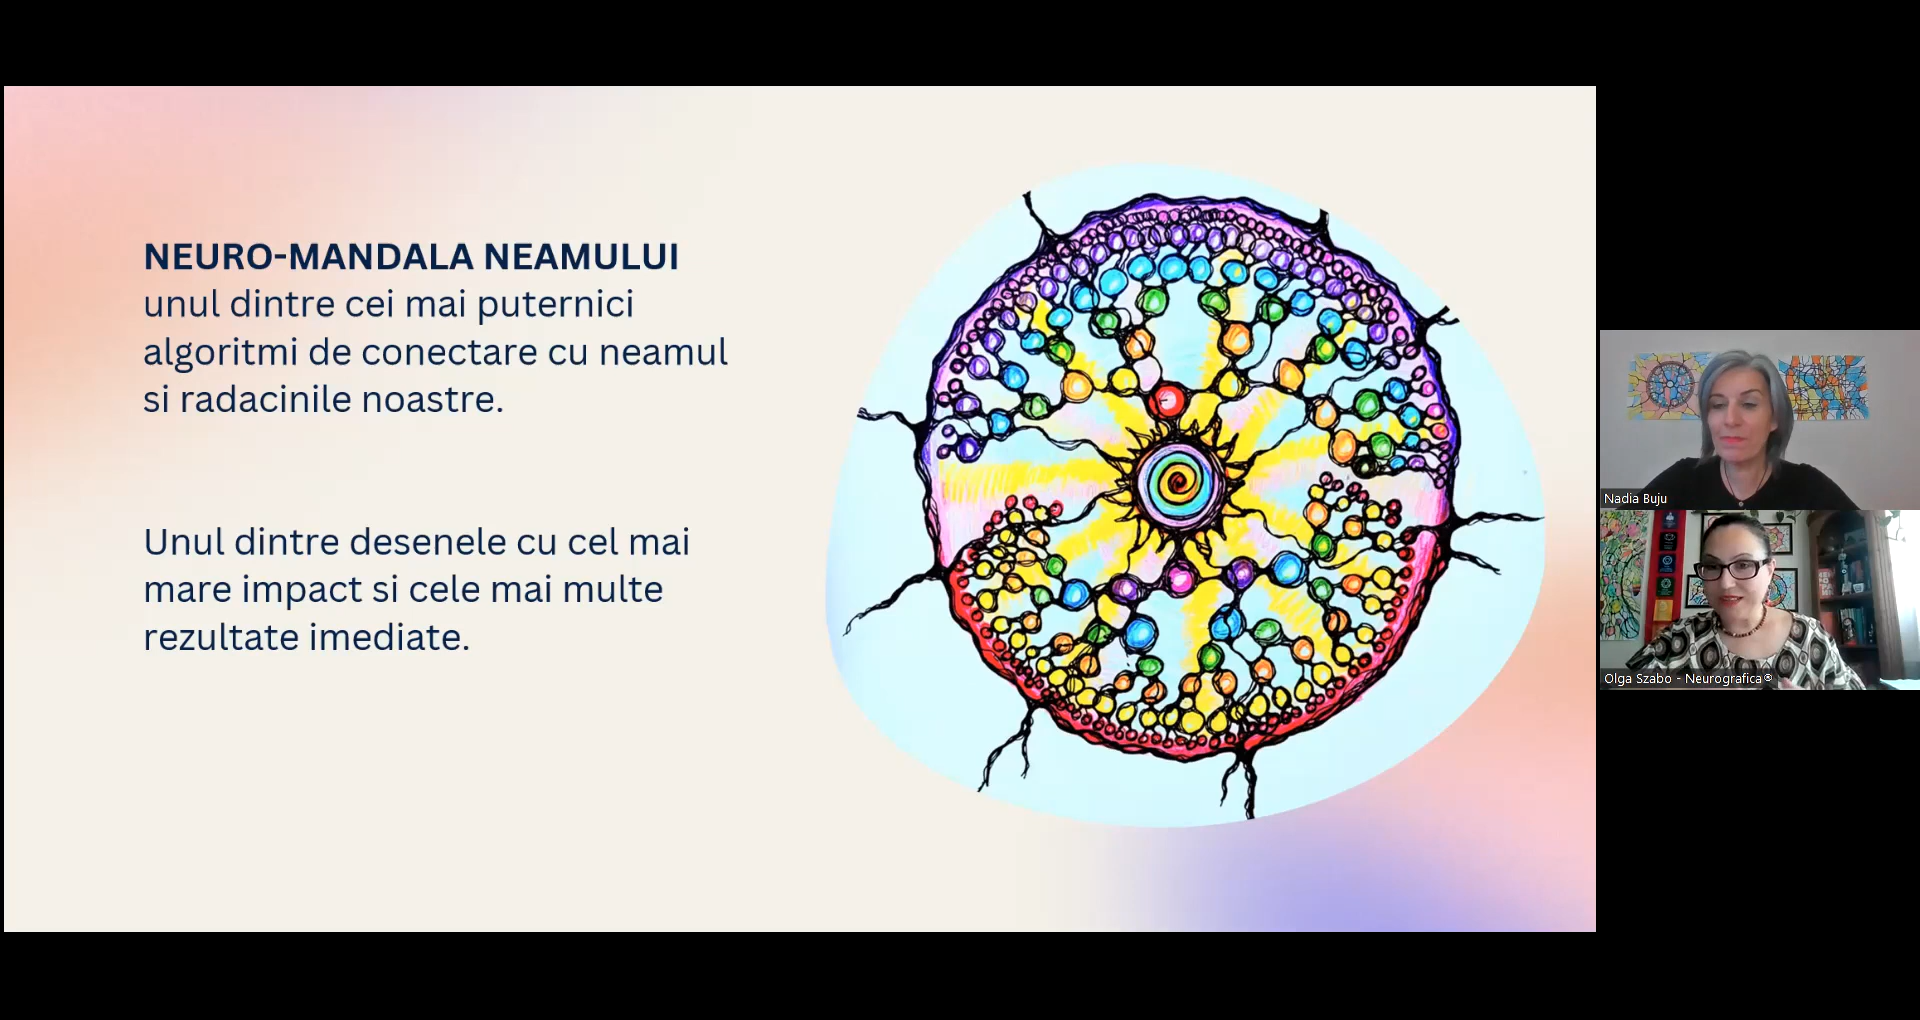 NEURO-MANDALA NEAMULUI
unul dintre cei mai puternici
algoritmi de conectare cu neamul
si radacinile noastre.
Unul dintre desenele cu cel mai
mare impact si cele mai multe
rezultate imediate.
Nadia Buju
Olga Szabo - Neurografica®